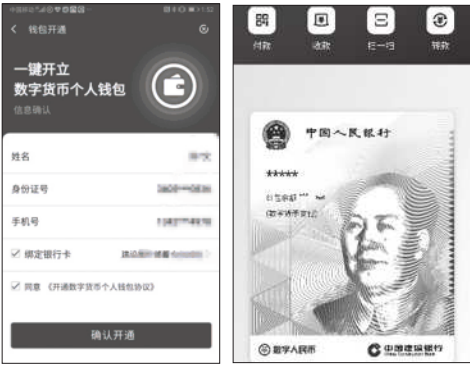 钱包开通
一键开立
数字货币个人钱包
信息确认
姓名
身份证号
手机号
绑定银行卡
同意 《开通数字货币个人钱包协议》
确认开通
付款 收款 扫一扫 转款
中国人民银行
*****
数字人民币 中国建设银行
China Construction Bank